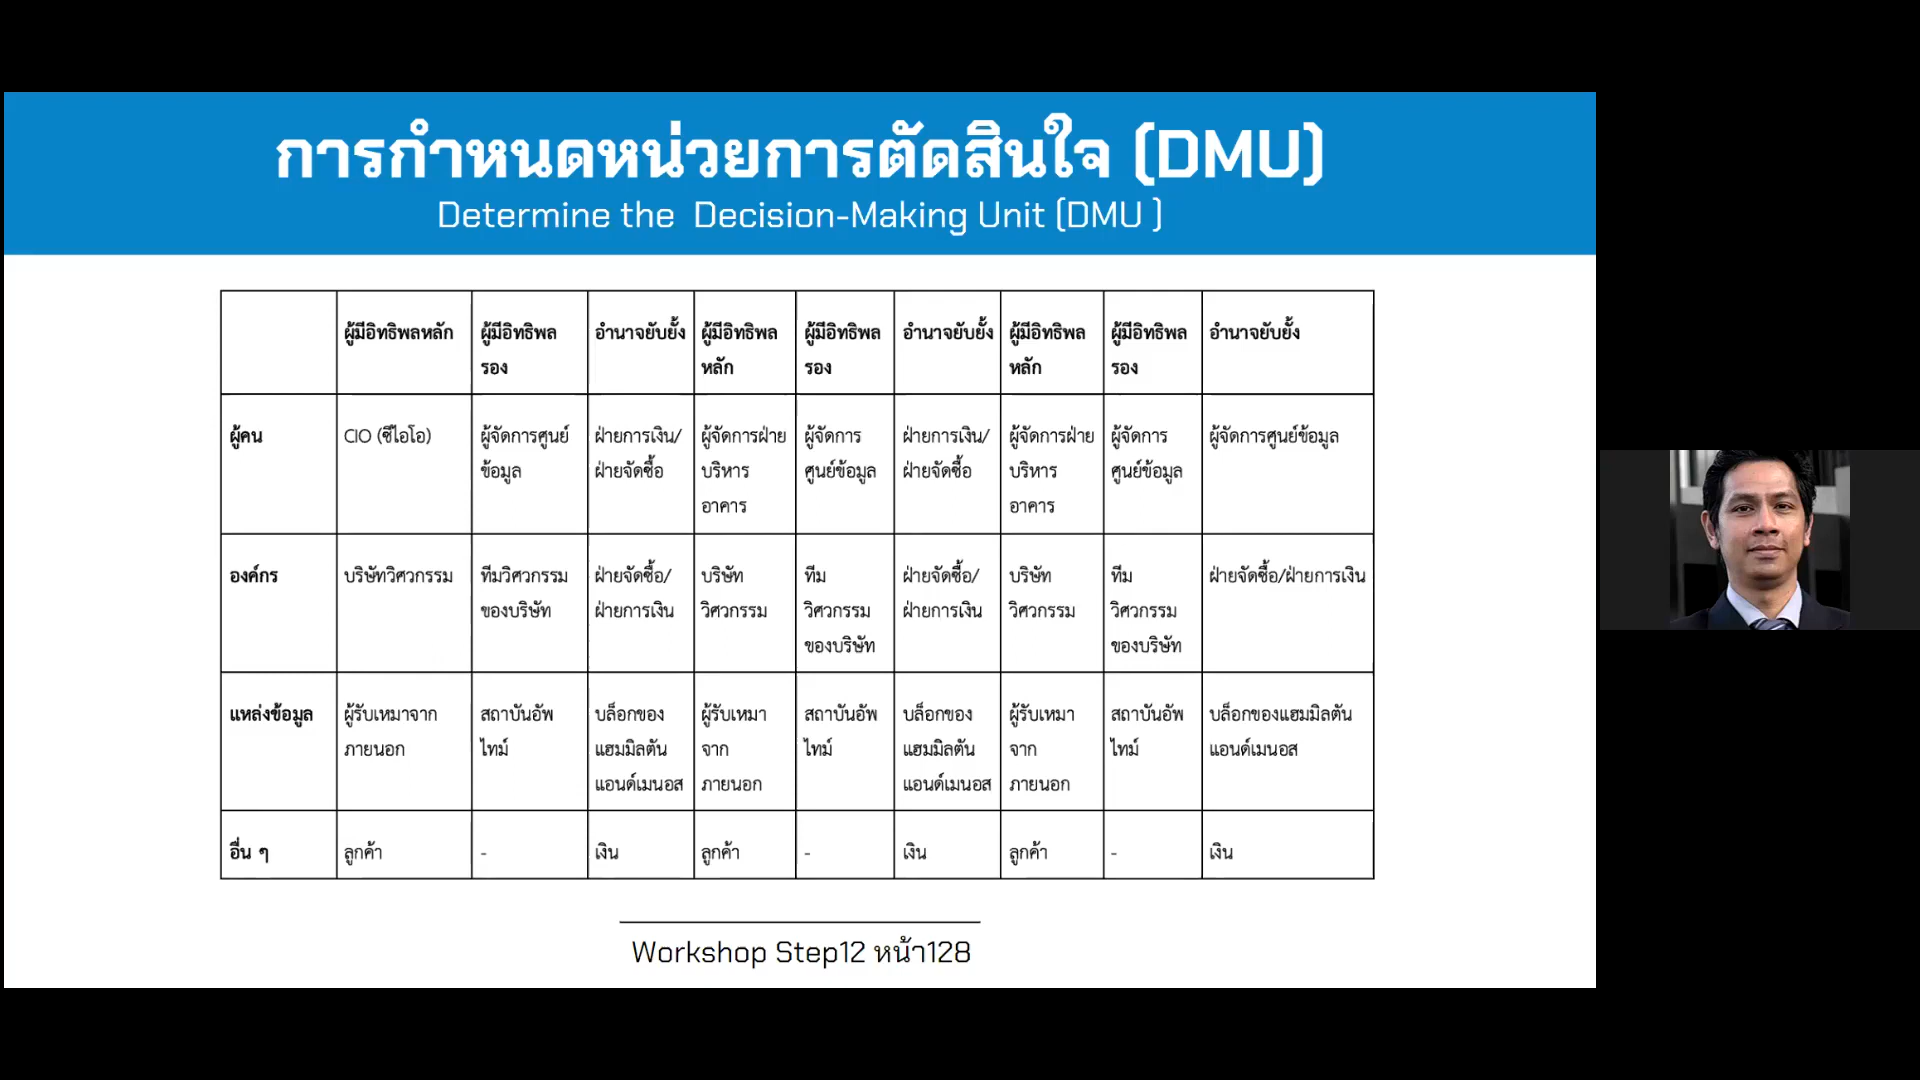 การกำหนดหน่วยการตัดสินใจ (DMU)
Determine the Decision-Making Unit (DMU )
ผู้มีอิทธิพลหลัก
ผู้มีอิทธิพล
รอง
อำนาจยับยั้ง
ผู้มีอิทธิพล
หลัก
ผู้มีอิทธิพล
รอง
อำนาจยับยั้ง
ผู้มีอิทธิพล
หลัก
ผู้มีอิทธิพล
รอง
อำนาจยับยั้ง
ผู้คน
CIO (ซีไอโอ)
ผู้จัดการศูนย์
ข้อมูล
ฝ่ายการเงิน/
ฝ่ายจัดซื้อ
ผู้จัดการฝ่าย
บริหาร
อาคาร
ผู้จัดการ
ศูนย์ข้อมูล
ฝ่ายการเงิน/
ฝ่ายจัดซื้อ
ผู้จัดการฝ่าย
บริหาร
อาคาร
ผู้จัดการ
ศูนย์ข้อมูล
ผู้จัดการศูนย์ข้อมูล
องค์กร
บริษัทวิศวกรรม
ทีมวิศวกรรม
ของบริษัท
ฝ่ายจัดซื้อ/
ฝ่ายการเงิน
บริษัท
วิศวกรรม
ทีม
วิศวกรรม
ของบริษัท
ฝ่ายจัดซื้อ/
ฝ่ายการเงิน
บริษัท
วิศวกรรม
ทีม
วิศวกรรม
ของบริษัท
ฝ่ายจัดซื้อ/ฝ่ายการเงิน
แหล่งข้อมูล
ผู้รับเหมาจาก
ภายนอก
สถาบันอัพ
ไทม์
บล็อกของ
แฮมมิลตัน
แอนด์เมนอส
ผู้รับเหมา
จาก
ภายนอก
สถาบันอัพ
ไทม์
บล็อกของ
แฮมมิลตัน
แอนด์เมนอส
ผู้รับเหมา
จาก
ภายนอก
สถาบันอัพ
ไทม์
บล็อกของแฮมมิลตัน
แอนด์เมนอส
อื่น ๆ
ลูกค้า
-
เงิน
ลูกค้า
-
เงิน
ลูกค้า
-
เงิน
Workshop Step12 หน้า128